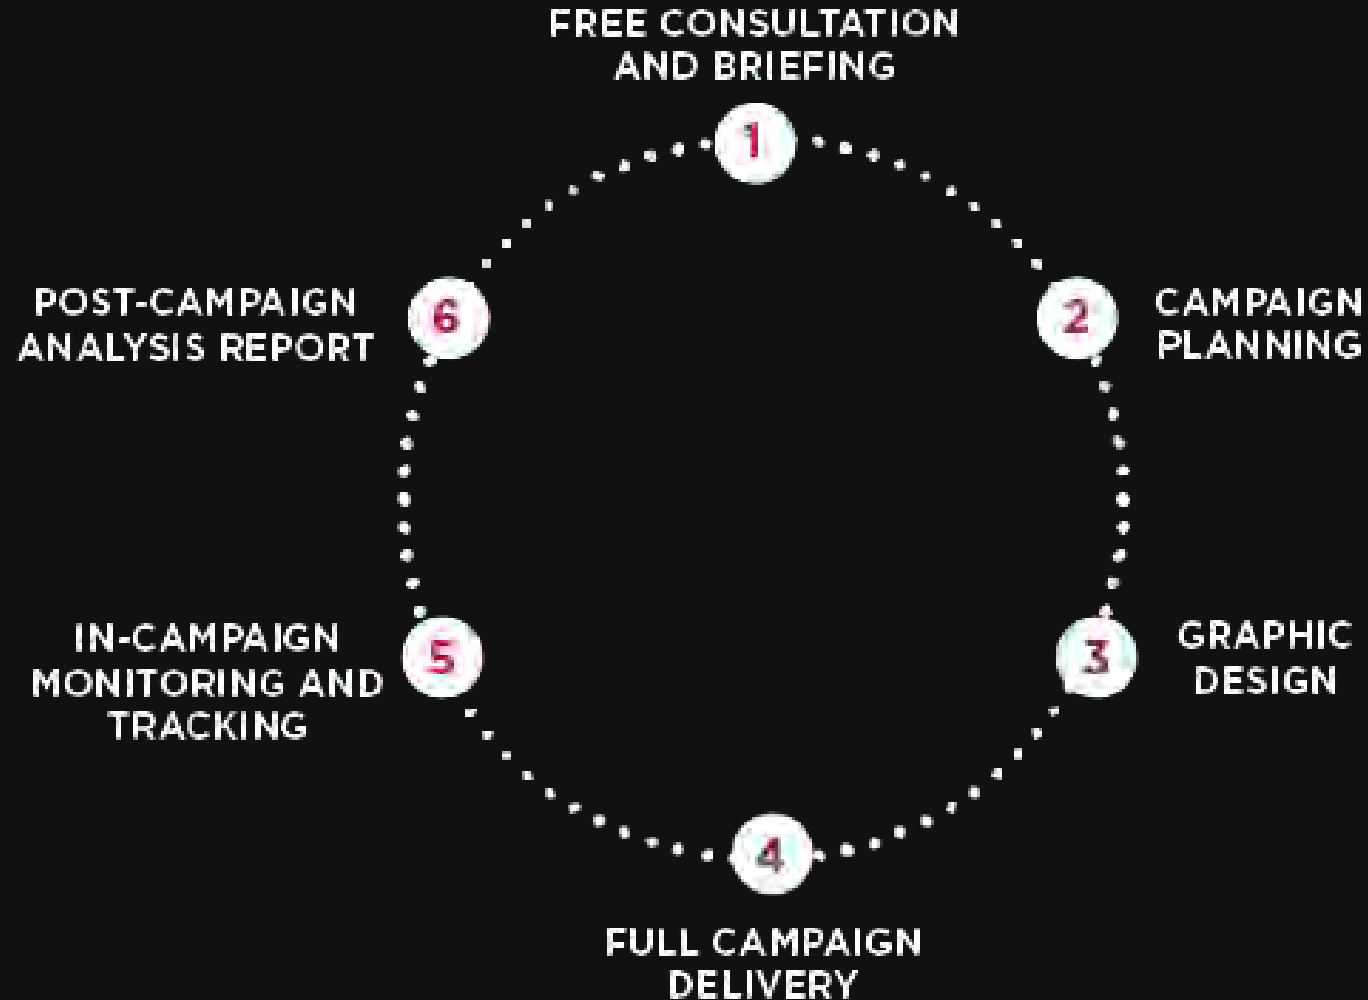 FREE CONSULTATION
AND BRIEFING
1
2
CAMPAIGN
PLANNING
3
GRAPHIC
DESIGN
4
FULL CAMPAIGN
DELIVERY
5
IN-CAMPAIGN
MONITORING AND
TRACKING
6
POST-CAMPAIGN
ANALYSIS REPORT